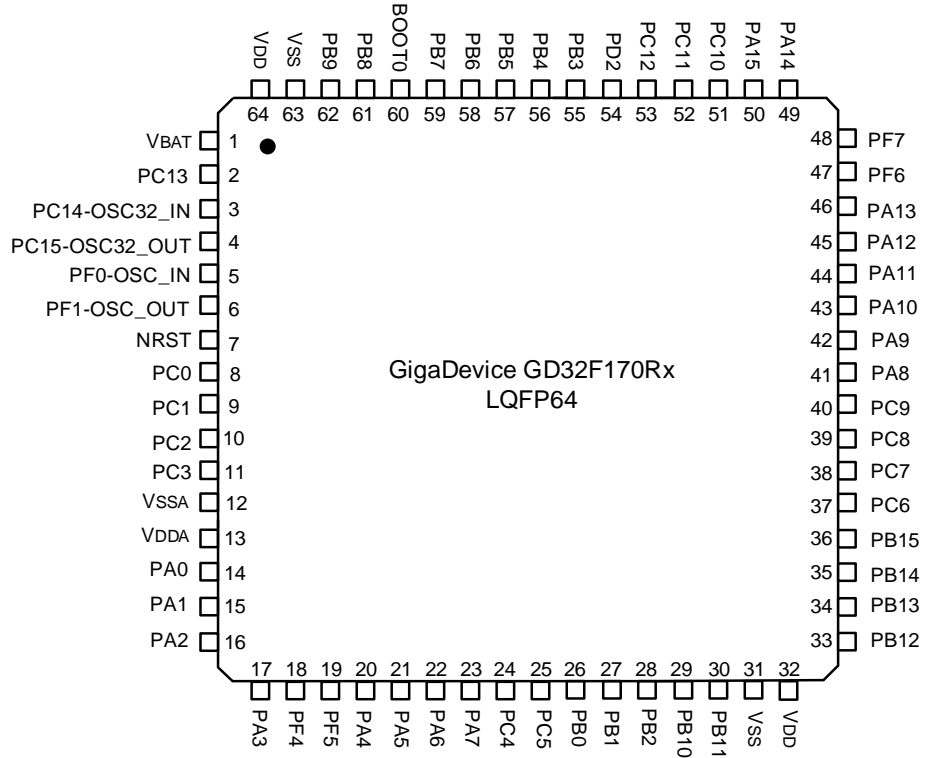 VDD
VSS
PB9
PB8
BOOT0
PB7
PB6
PB5
PB4
PB3
PD2
PC12
PC11
PC10
PA15
PA14
64 63 62 61 60 59 58 57 56 55 54 53 52 51 50 49
VBAT 1
PC13 2
PC14-OSC32_IN 3
PC15-OSC32_OUT 4
PF0-OSC_IN 5
PF1-OSC_OUT 6
NRST 7
PC0 8
PC1 9
PC2 10
PC3 11
VSSA 12
VDDA 13
PA0 14
PA1 15
PA2 16
GigaDevice GD32F170Rx
LQFP64
48 PF7
47 PF6
46 PA13
45 PA12
44 PA11
43 PA10
42 PA9
41 PA8
40 PC9
39 PC8
38 PC7
37 PC6
36 PB15
35 PB14
34 PB13
33 PB12
17 18 19 20 21 22 23 24 25 26 27 28 29 30 31 32
PA3
PF4
PF5
PA4
PA5
PA6
PA7
PC4
PC5
PB0
PB1
PB2
PB10
PB11
VSS
VDD